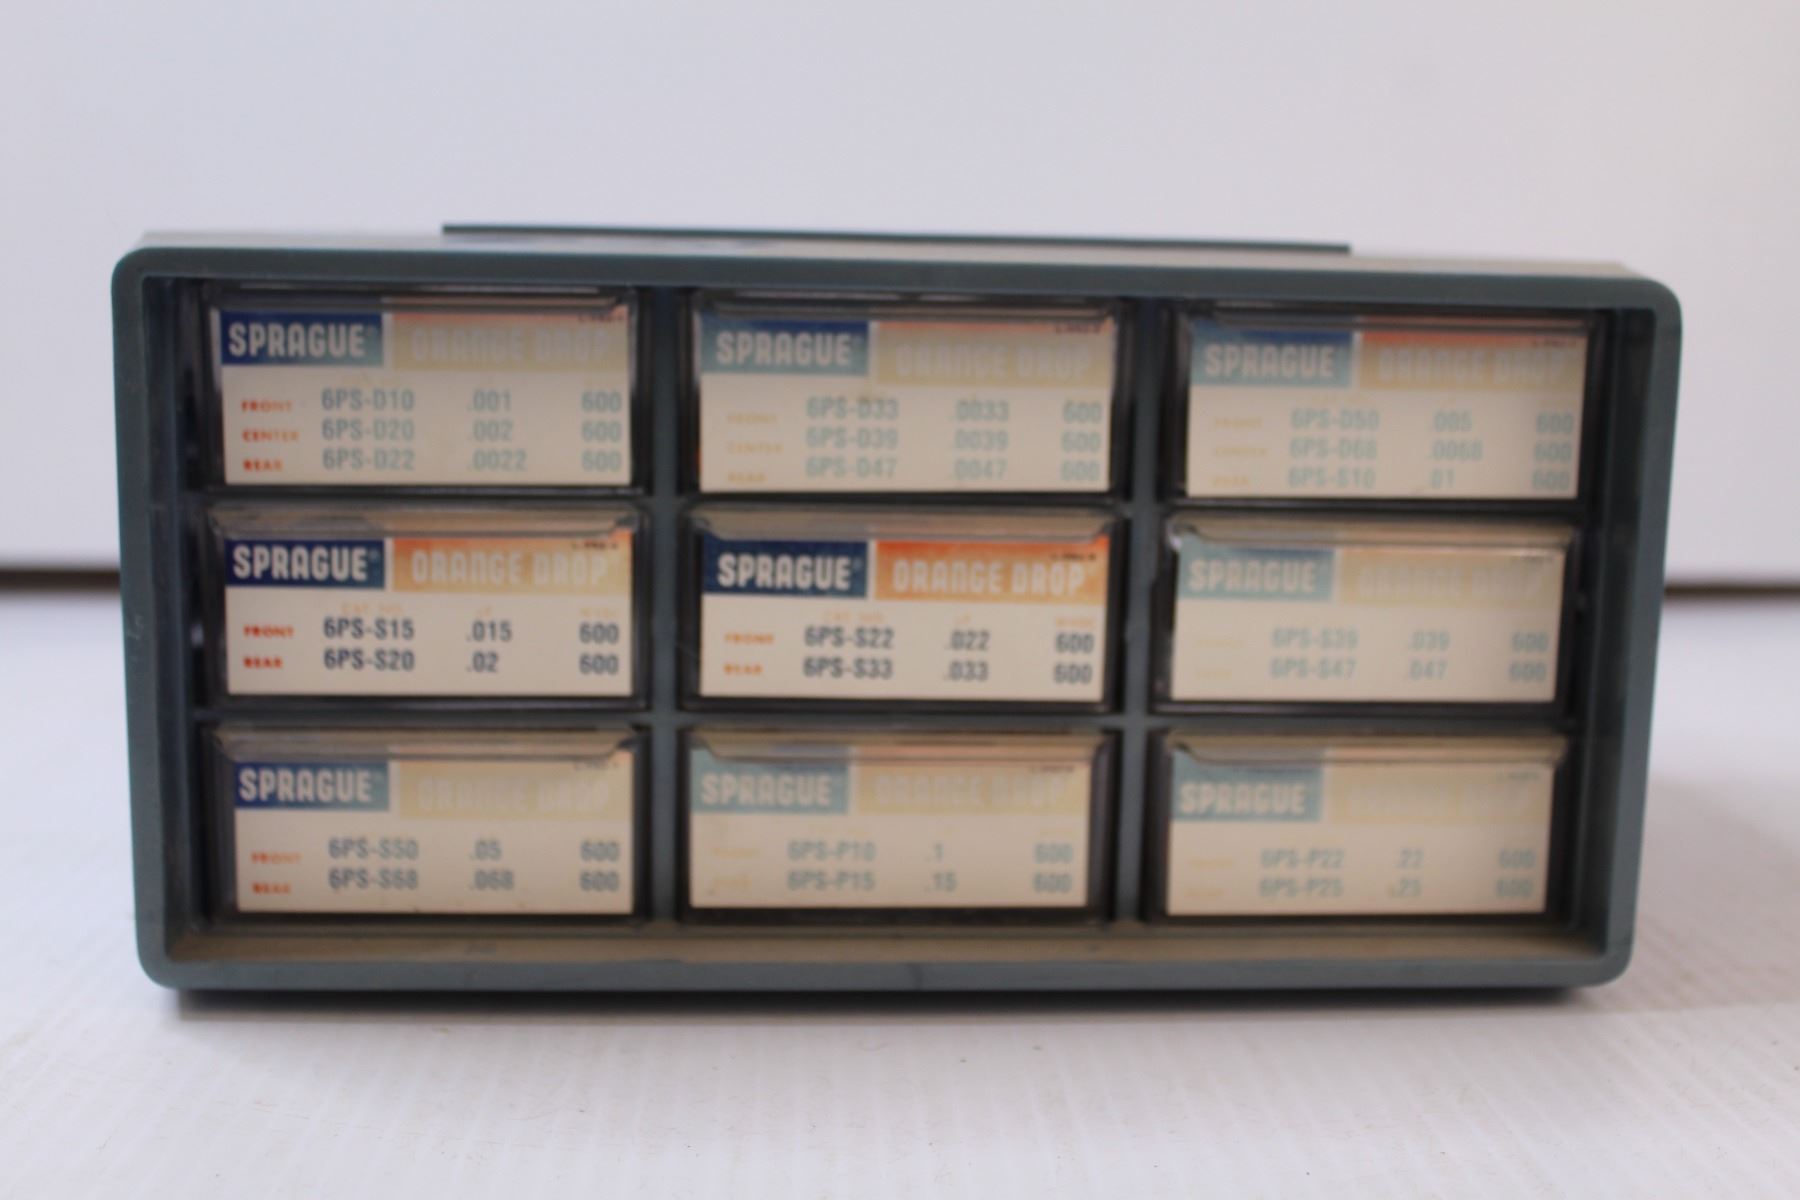 SPRAGUE® ORANGE DROP
FRONT 6PS-D10 .001 600
CENTER 6PS-D20 .002 600
REAR 6PS-D22 .0022 600
SPRAGUE® ORANGE DROP
FRONT 6PS-D33 .0033 600
CENTER 6PS-D39 .0039 600
REAR 6PS-D47 .0047 600
SPRAGUE® ORANGE DROP
FRONT 6PS-D50 .005 600
CENTER 6PS-D68 .0068 600
REAR 6PS-S10 .01 600
SPRAGUE® ORANGE DROP
CAT. NO.
FRONT 6PS-S15 .015 600
REAR 6PS-S20 .02 600
SPRAGUE® ORANGE DROP
CAT. NO.
FRONT 6PS-S22 .022 600
REAR 6PS-S33 .033 600
SPRAGUE® ORANGE DROP
6PS-S39 .039 600
6PS-S47 .047 600
SPRAGUE® ORANGE DROP
FRONT 6PS-S50 .05 600
REAR 6PS-S68 .068 600
SPRAGUE® ORANGE DROP
6PS-P10 .1 600
6PS-P15 .15 600
SPRAGUE®
6PS-P22 .22 600
6PS-P25 .25 600